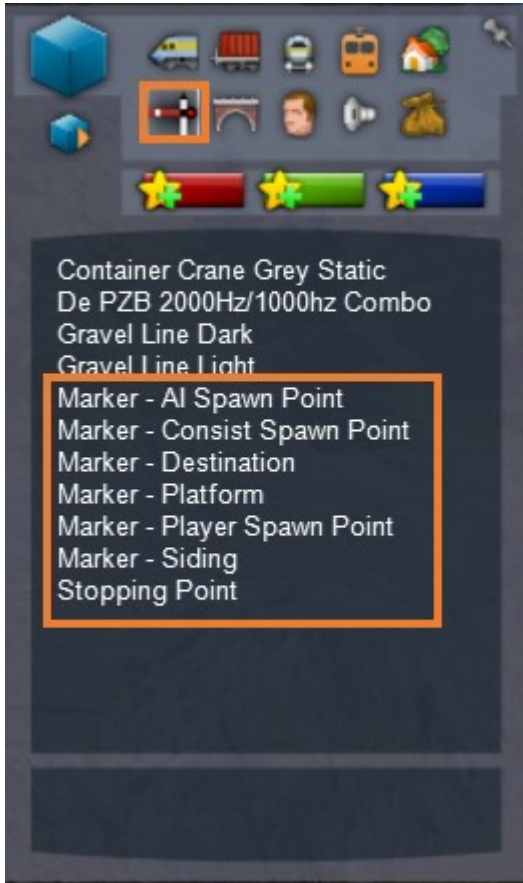 Container Crane Grey Static
De PZB 2000Hz/1000hz Combo
Gravel Line Dark
Gravel Line Light
Marker - AI Spawn Point
Marker - Consist Spawn Point
Marker - Destination
Marker - Platform
Marker - Player Spawn Point
Marker - Siding
Stopping Point